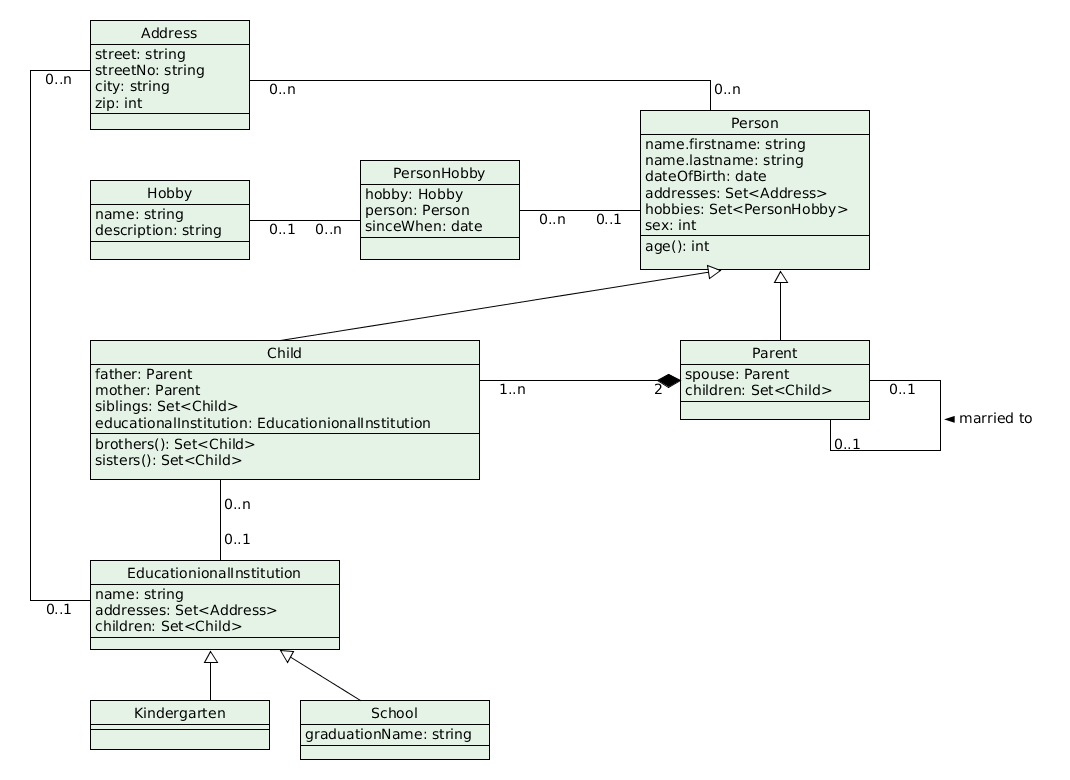 Address
street: string
streetNo: string
city: string
zip: int
0..n
0..n
0..n
Person
name.firstname: string
name.lastname: string
dateOfBirth: date
addresses: Set<Address>
hobbies: Set<PersonHobby>
sex: int
age(): int
PersonHobby
hobby: Hobby
person: Person
sinceWhen: date
Hobby
name: string
description: string
0..1 0..n
0..n 0..1
Child
father: Parent
mother: Parent
siblings: Set<Child>
educationalInstitution: EducationionalInstitution
brothers(): Set<Child>
sisters(): Set<Child>
1..n
2
Parent
spouse: Parent
children: Set<Child>
0..1
◄ married to
0..1
0..n
0..1
EducationionalInstitution
name: string
addresses: Set<Address>
children: Set<Child>
0..1
Kindergarten
School
graduationName: string